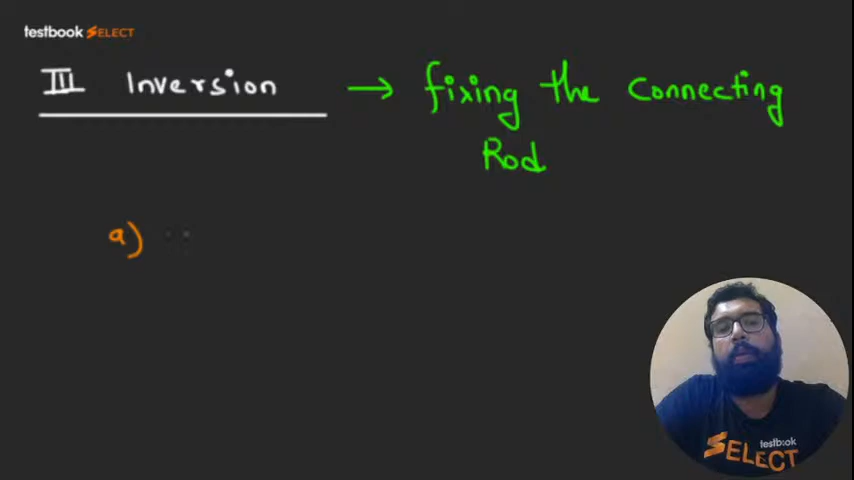 testbook SELECT
III Inversion → fixing the connecting
Rod
a)
testbook
SELECT